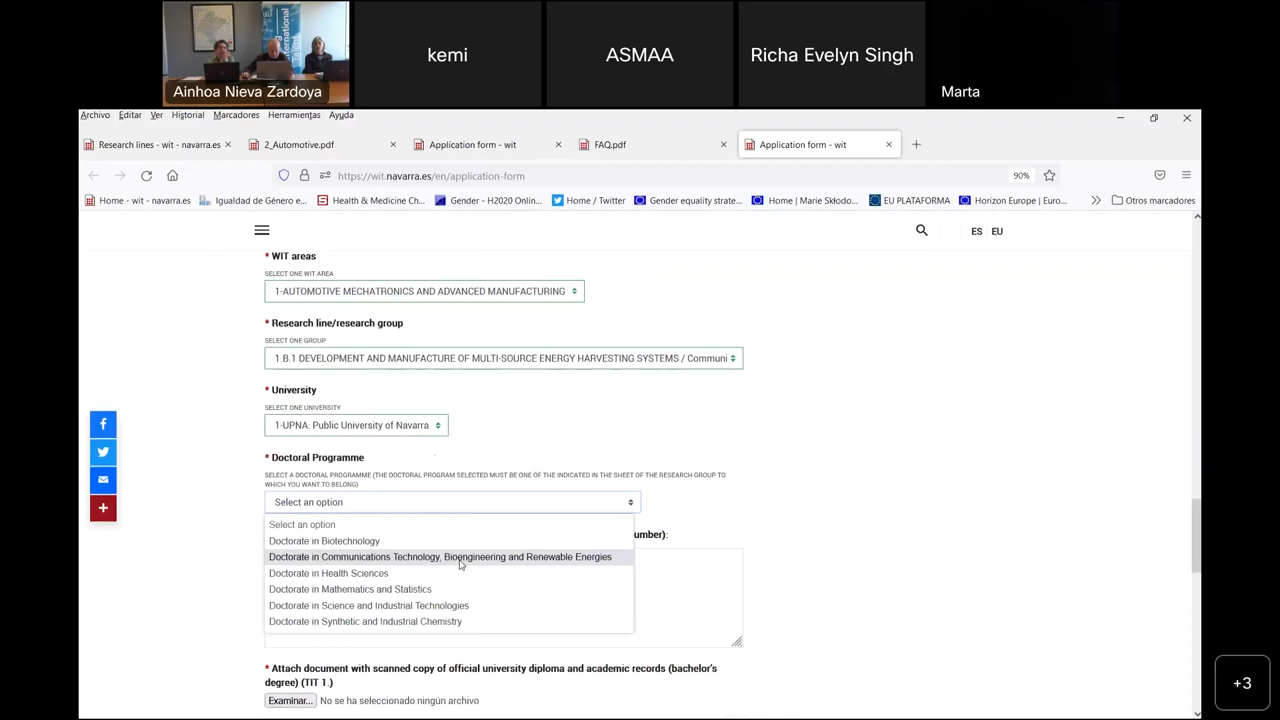 International
Ainhoa Nieva Zardoya
kemi
ASMAA
Richa Evelyn Singh
Marta
Archivo Editar Ver Historial Marcadores Herramientas Ayuda
Research lines - wit - navarra.es
2_Automotive.pdf
Application form - wit
FAQ.pdf
Application form - wit
https://wit.navarra.es/en/application-form
90%
Home - wit - navarra.es
Igualdad de Género e...
Health & Medicine Ch...
Gender - H2020 Onlin...
Home / Twitter
Gender equality strate...
Home | Marie Skłodo...
EU PLATAFORMA
Horizon Europe | Euro...
Otros marcadores
ES EU
* WIT areas
SELECT ONE WIT AREA
1-AUTOMOTIVE MECHATRONICS AND ADVANCED MANUFACTURING
* Research line/research group
SELECT ONE GROUP
1.B.1 DEVELOPMENT AND MANUFACTURE OF MULTI-SOURCE ENERGY HARVESTING SYSTEMS / Communi
* University
SELECT ONE UNIVERSITY
1-UPNA: Public University of Navarra
* Doctoral Programme
SELECT A DOCTORAL PROGRAMME (THE DOCTORAL PROGRAM SELECTED MUST BE ONE OF THE INDICATED IN THE SHEET OF THE RESEARCH GROUP TO
WHICH YOU WANT TO BELONG)
Select an option
Select an option
umber):
Doctorate in Biotechnology
Doctorate in Communications Technology, Bioengineering and Renewable Energies
Doctorate in Health Sciences
Doctorate in Mathematics and Statistics
Doctorate in Science and Industrial Technologies
Doctorate in Synthetic and Industrial Chemistry
* Attach document with scanned copy of official university diploma and academic records (bachelor's
degree) (TIT 1.)
Examinar... No se ha seleccionado ningún archivo
+3